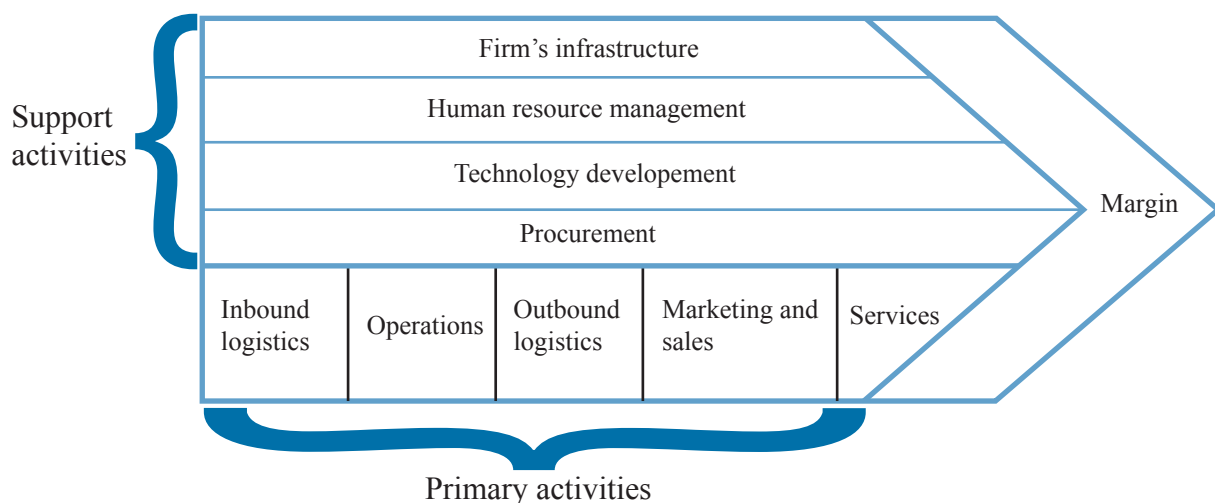 Firm’s infrastructure
Human resource management
Support
activities
Technology developement
Procurement
Margin
Inbound
logistics
Operations
Outbound
logistics
Marketing and
sales
Services
Primary activities